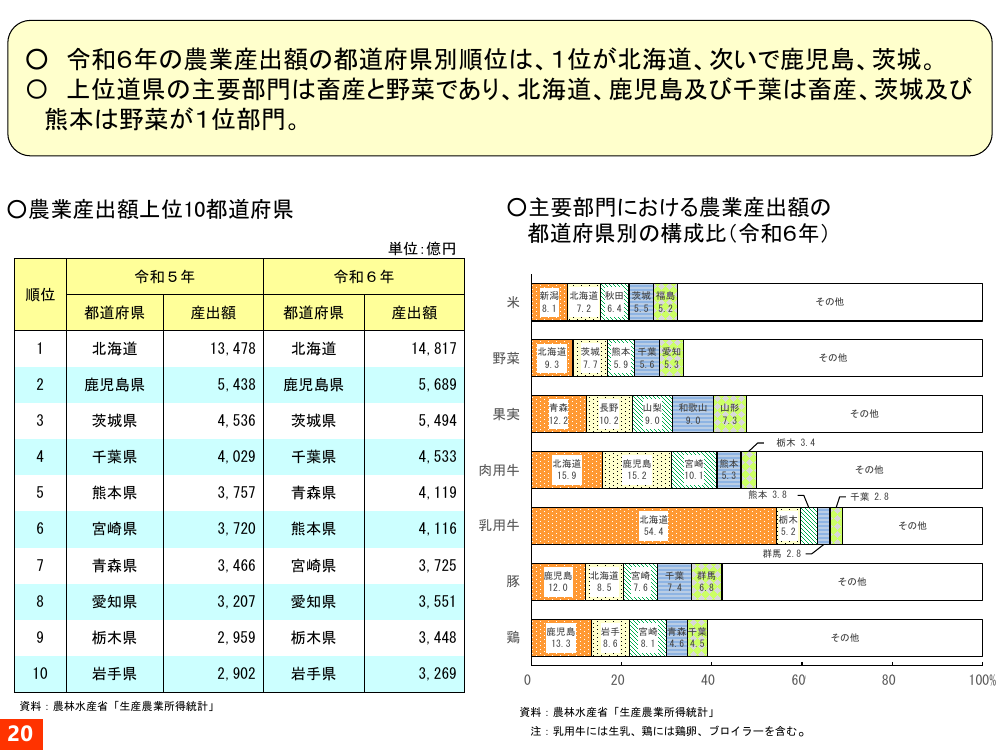 ○　令和６年の農業産出額の都道府県別順位は、１位が北海道、次いで鹿児島、茨城。
○　上位道県の主要部門は畜産と野菜であり、北海道、鹿児島及び千葉は畜産、茨城及び
熊本は野菜が１位部門。
○農業産出額上位10都道府県
単位：億円
順位 令和５年 令和６年
都道府県 産出額 都道府県 産出額
1 北海道 13,478 北海道 14,817
2 鹿児島県 5,438 鹿児島県 5,689
3 茨城県 4,536 茨城県 5,494
4 千葉県 4,029 千葉県 4,533
5 熊本県 3,757 青森県 4,119
6 宮崎県 3,720 熊本県 4,116
7 青森県 3,466 宮崎県 3,725
8 愛知県 3,207 愛知県 3,551
9 栃木県 2,959 栃木県 3,448
10 岩手県 2,902 岩手県 3,269
資料：農林水産省「生産農業所得統計」
○主要部門における農業産出額の
都道府県別の構成比（令和６年）
米 新潟 北海道 秋田 茨城 福島 その他
8.1 7.2 6.4 5.5 5.2
野菜 北海道 茨城 熊本 千葉 愛知 その他
9.3 7.7 5.9 5.6 5.3
果実 青森 長野 山梨 和歌山 山形 その他
12.2 10.2 9.0 9.0 7.3
栃木 3.4
肉用牛 北海道 鹿児島 宮崎 熊本 その他
15.9 15.2 10.1 5.3
熊本 3.8 千葉 2.8
乳用牛 北海道 栃木 その他
54.4 5.2
群馬 2.8
豚 鹿児島 北海道 宮崎 千葉 群馬 その他
12.0 8.5 7.6 7.4 6.8
鶏 鹿児島 岩手 宮崎 青森 千葉 その他
13.3 8.6 8.1 4.6 4.5
0 20 40 60 80 100%
資料：農林水産省「生産農業所得統計」
注：乳用牛には生乳、鶏には鶏卵、ブロイラーを含む。
20